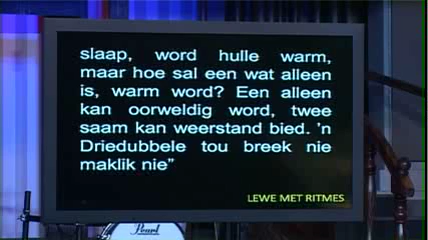 slaap, word hulle warm,
maar hoe sal een wat alleen
is, warm word? Een alleen
kan oorweldig word, twee
saam kan weerstand bied. 'n
Driedubbele tou breek nie
maklik nie”
LEWE MET RITMES
Pearl